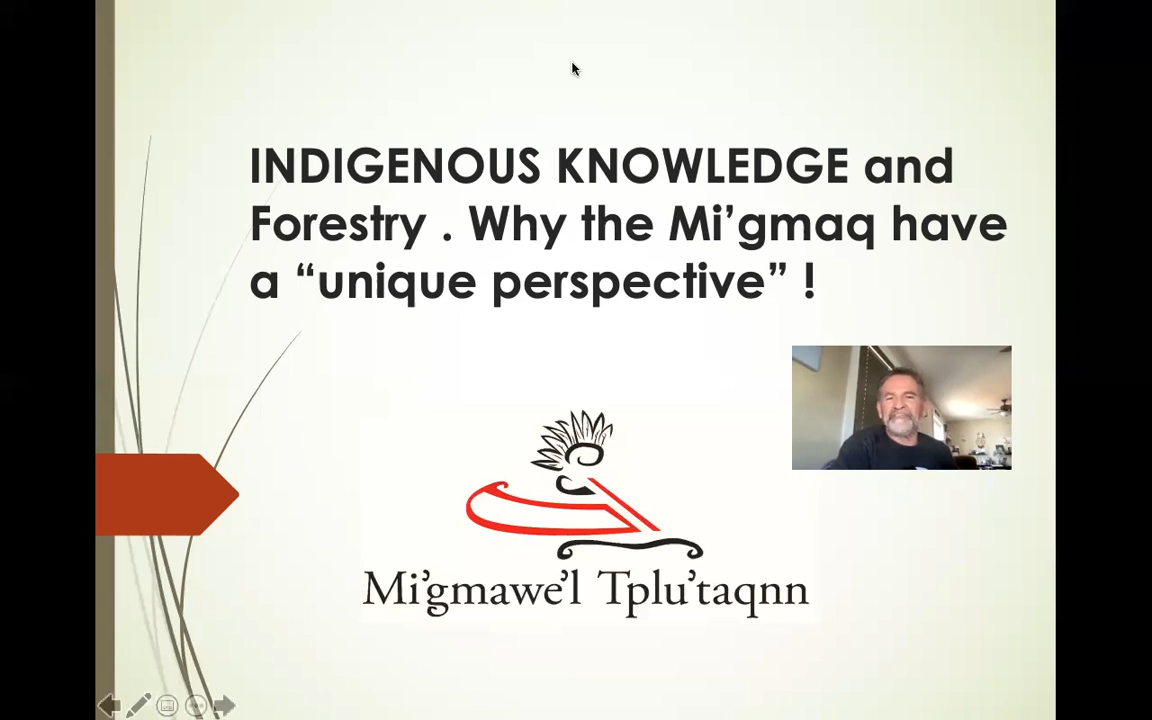 INDIGENOUS KNOWLEDGE and
Forestry . Why the Mi’gmaq have
a “unique perspective” !
Mi’gmawe’l Tplu’taqnn